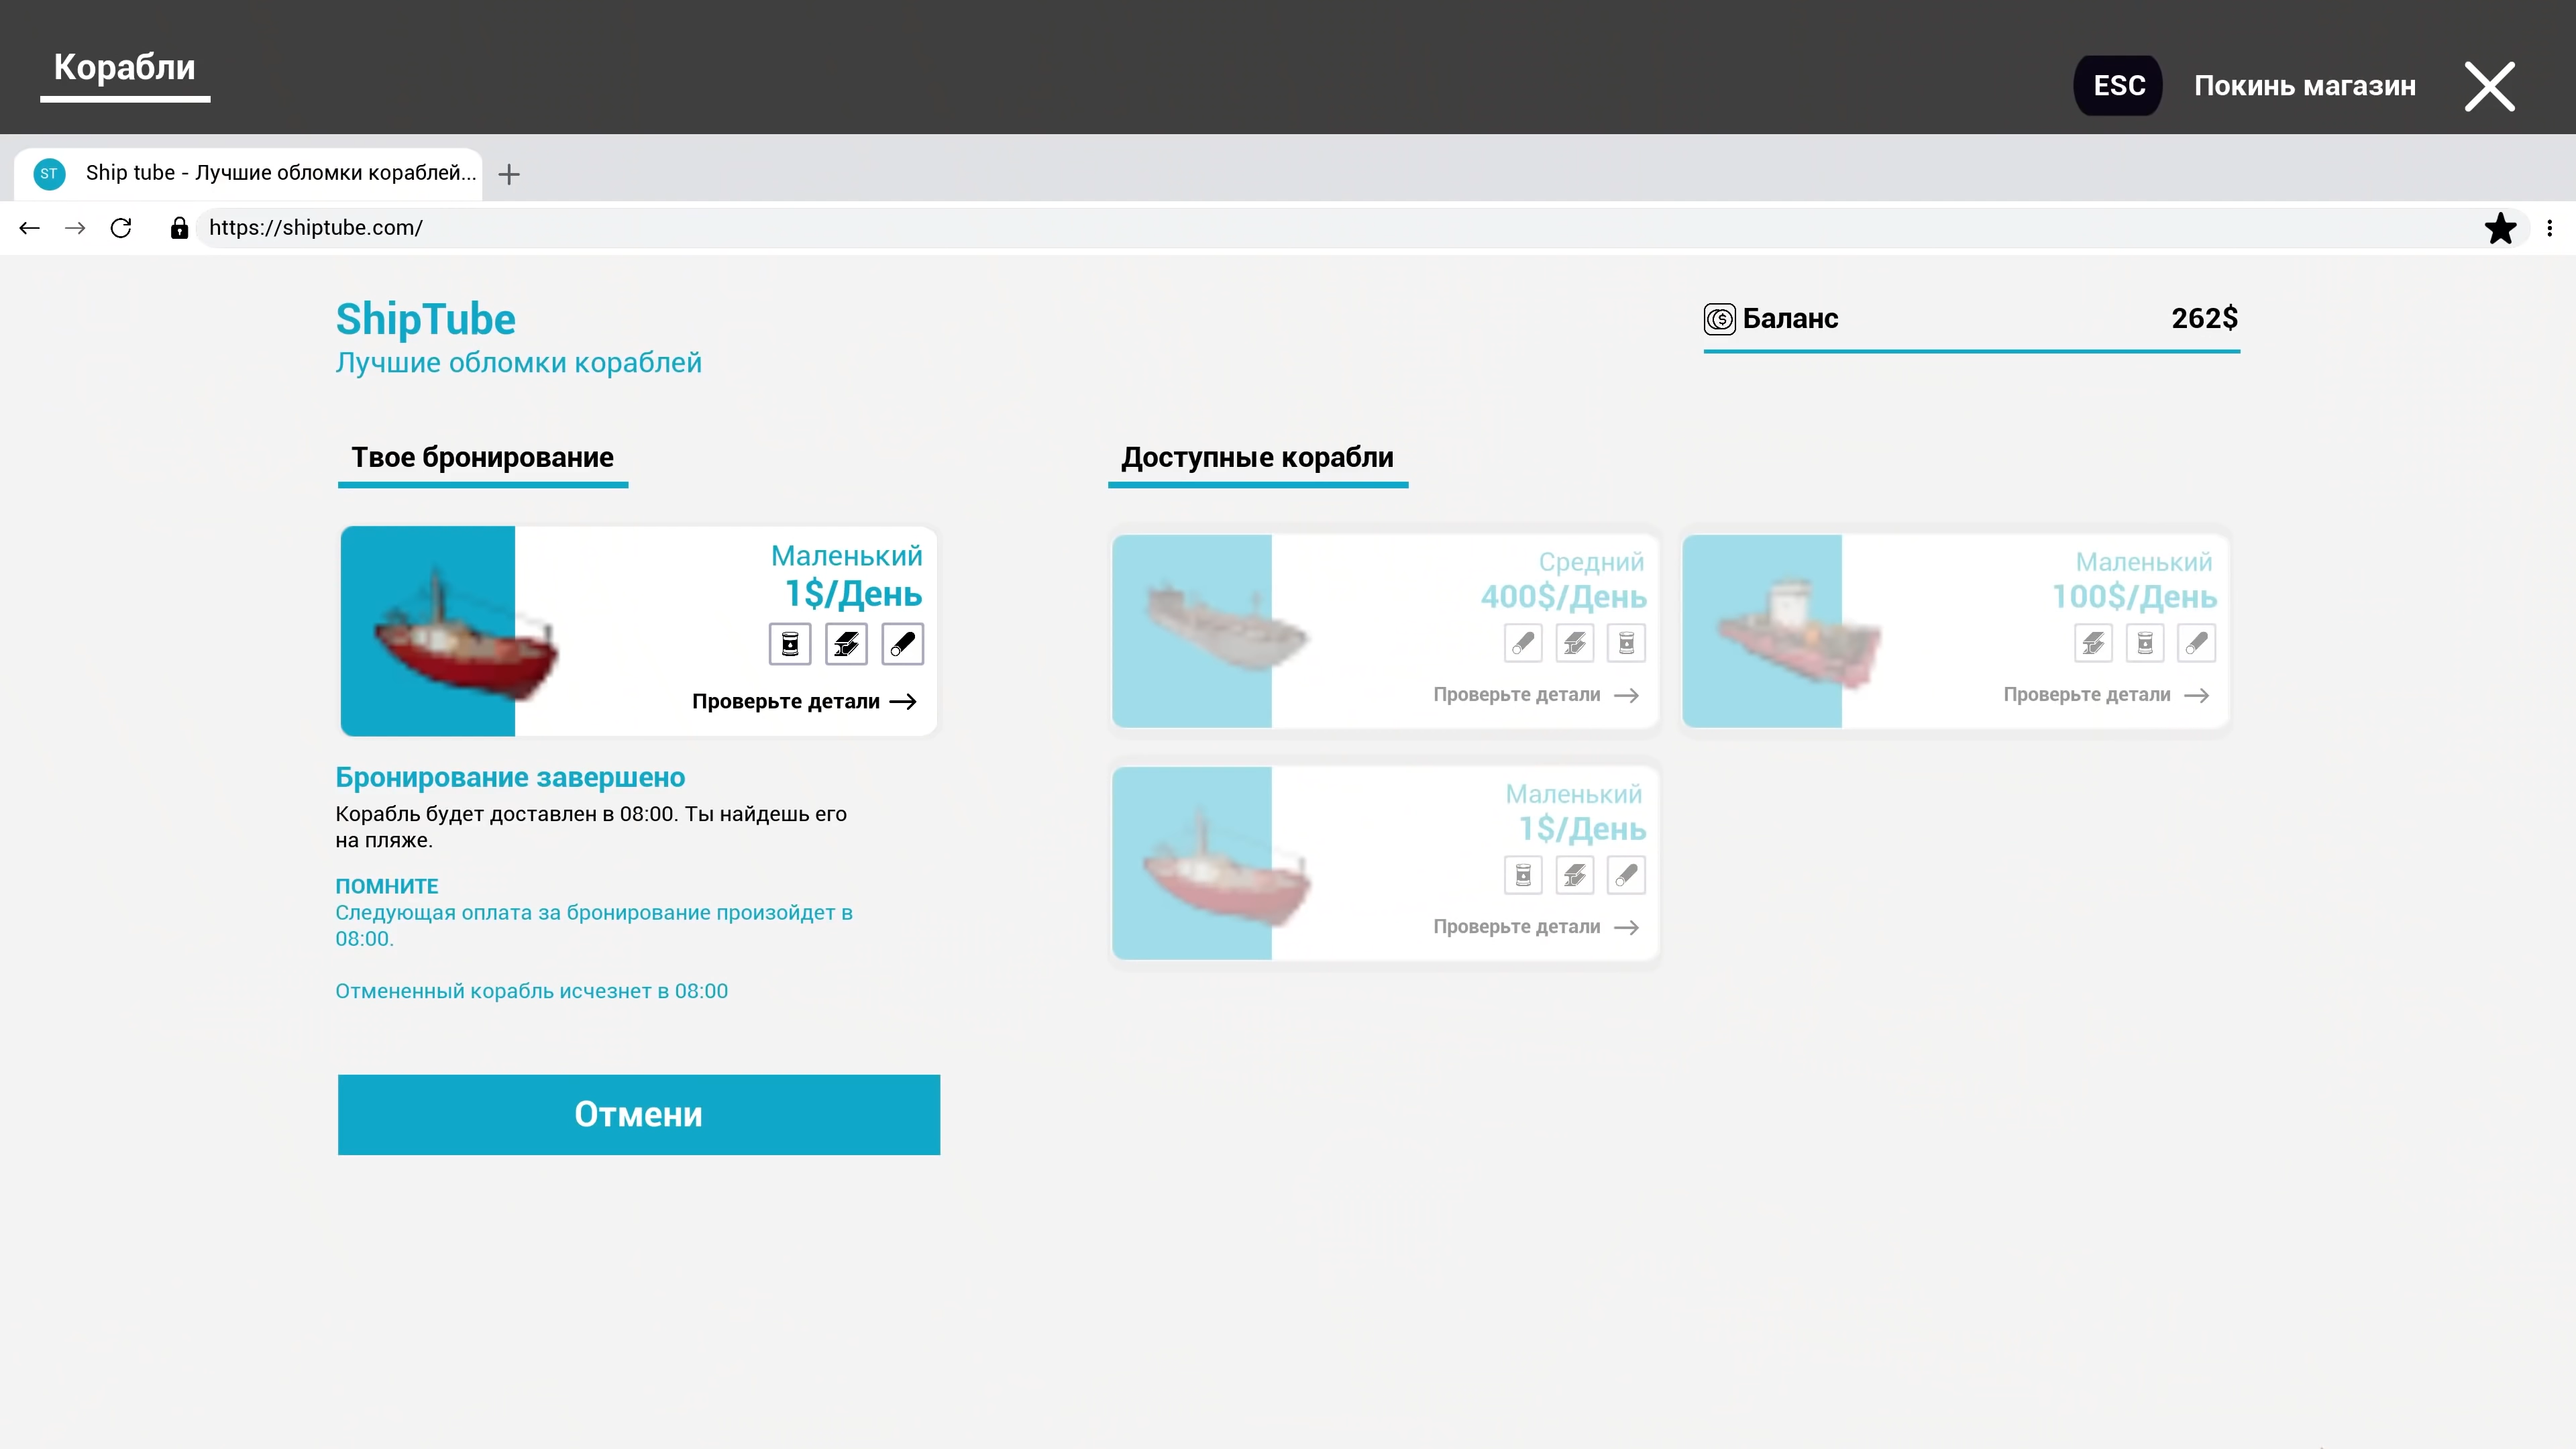 Корабли
ESC Покинь магазин
ST Ship tube - Лучшие обломки кораблей...
https://shiptube.com/
ShipTube
Лучшие обломки кораблей
Баланс 262$
Твое бронирование
Маленький
1$/День
Проверьте детали
Бронирование завершено
Корабль будет доставлен в 08:00. Ты найдешь его
на пляже.
ПОМНИТЕ
Следующая оплата за бронирование произойдет в
08:00.
Отмененный корабль исчезнет в 08:00
Отмени
Доступные корабли
Средний
400$/День
Проверьте детали
Маленький
100$/День
Проверьте детали
Маленький
1$/День
Проверьте детали